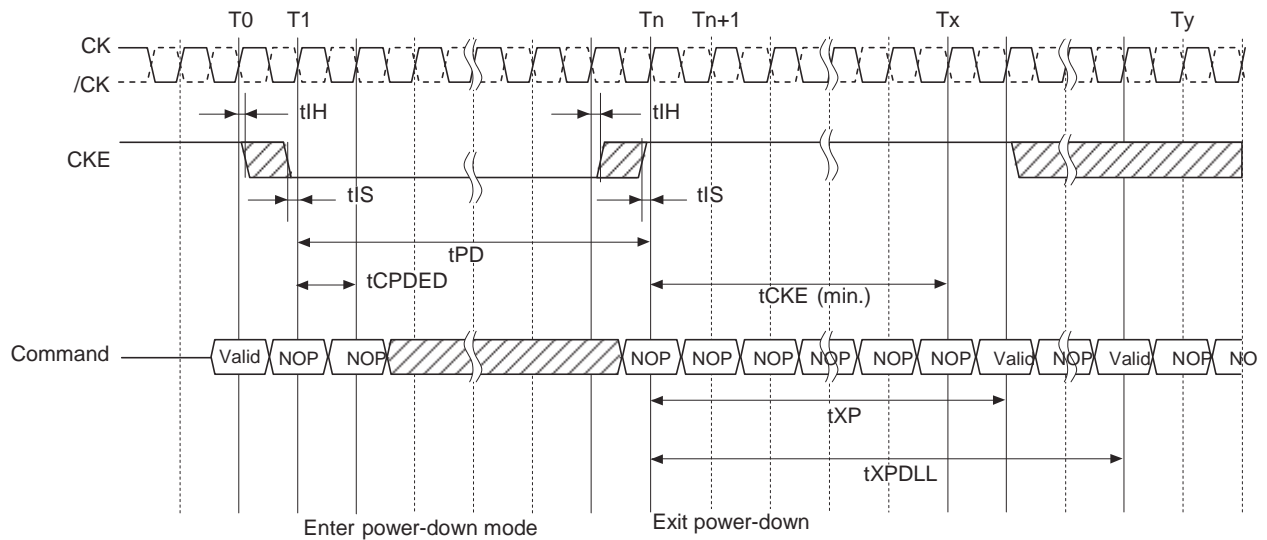 T0 T1 Tn Tn+1 Tx Ty
CK
/CK
tIH tIH
CKE
tIS tIS
tPD
tCPDED
tCKE (min.)
Command Valid NOP NOP NOP NOP NOP NOP NOP NOP Valid NOP Valid NOP NO
tXP
tXPDLL
Enter power-down mode Exit power-down